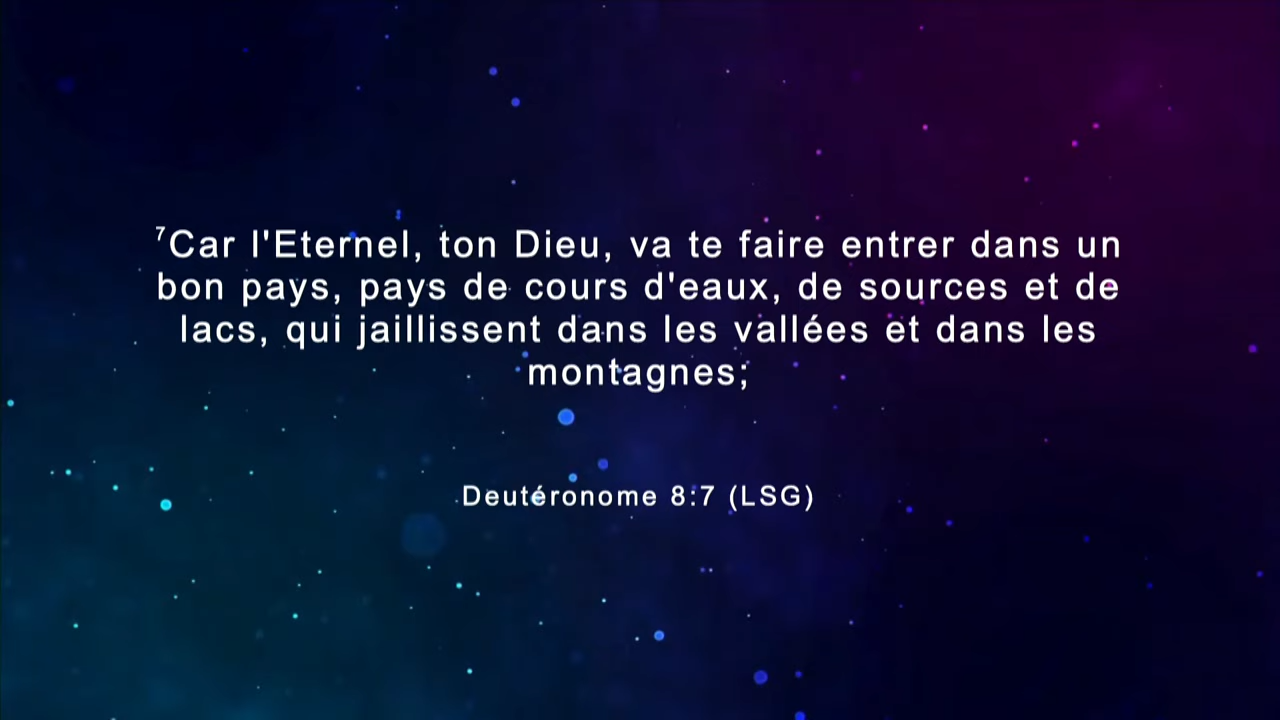 ⁷Car l'Eternel, ton Dieu, va te faire entrer dans un
bon pays, pays de cours d'eaux, de sources et de
lacs, qui jaillissent dans les vallées et dans les
montagnes;
Deutéronome 8:7 (LSG)